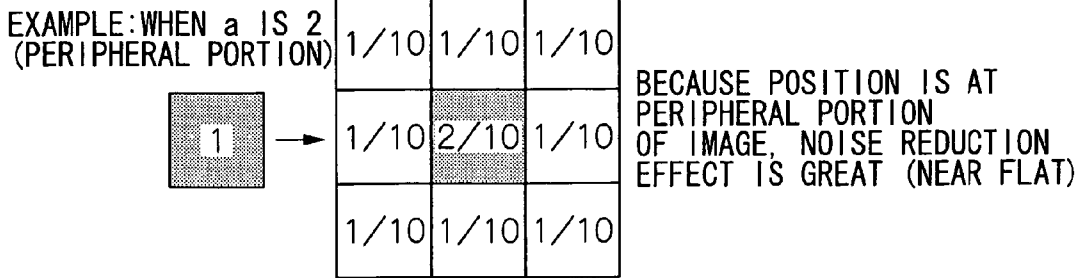 EXAMPLE:WHEN a IS 2
(PERIPHERAL PORTION)
1
1/10 1/10 1/10
1/10 2/10 1/10
1/10 1/10 1/10
BECAUSE POSITION IS AT
PERIPHERAL PORTION
OF IMAGE, NOISE REDUCTION
EFFECT IS GREAT (NEAR FLAT)